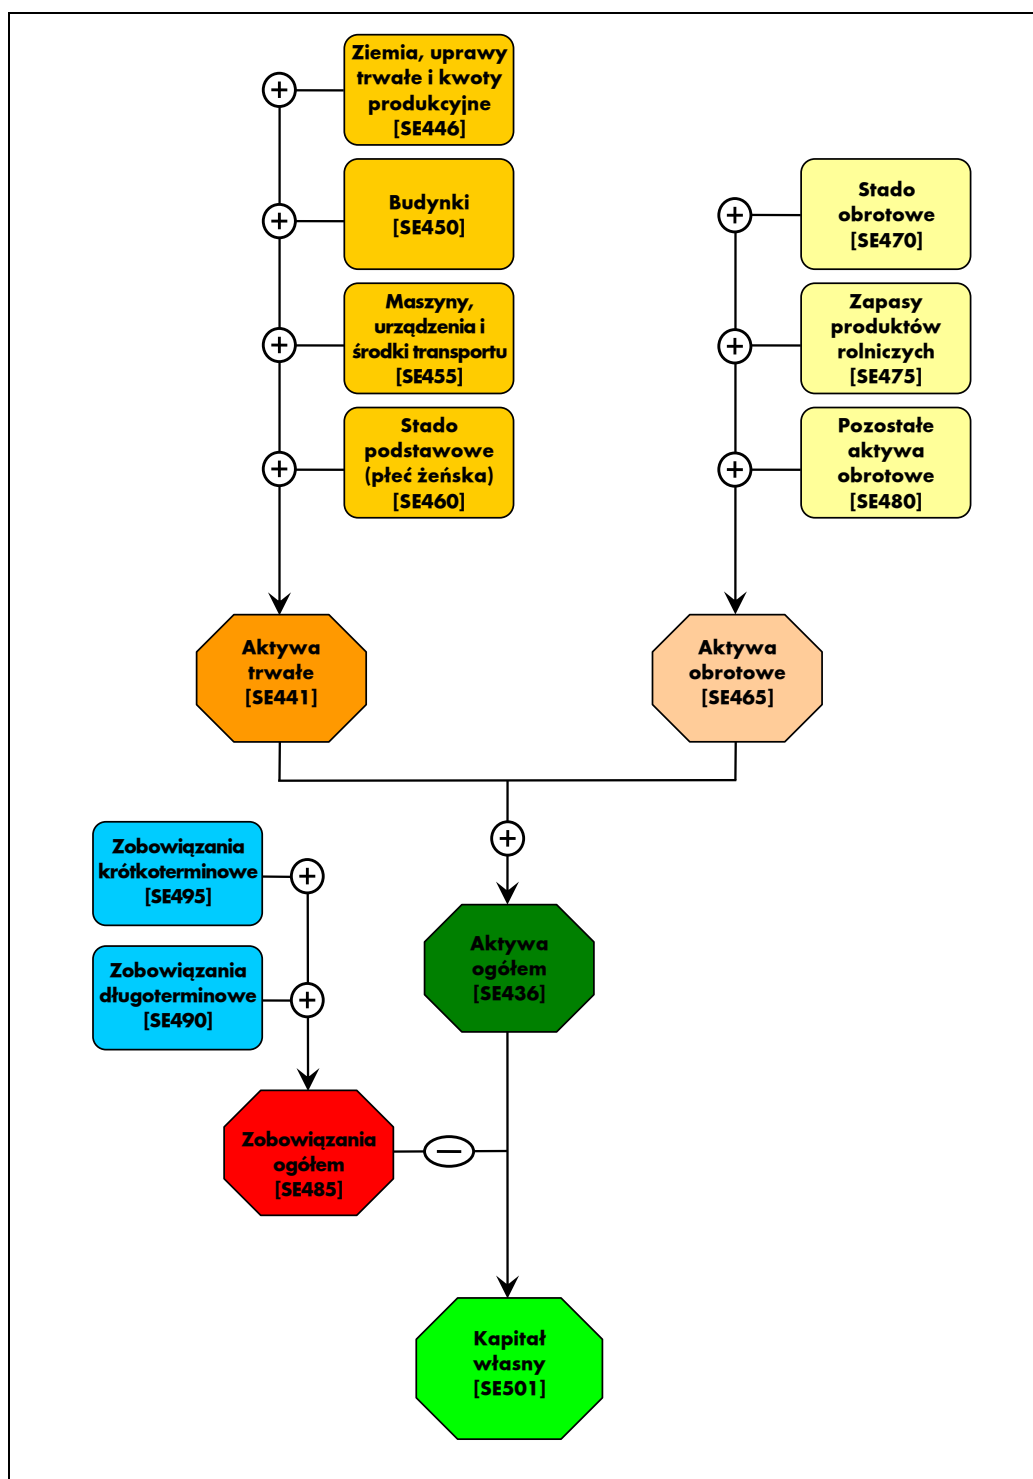 Ziemia, uprawy
trwałe i kwoty
produkcyjne
[SE446]
Budynki
[SE450]
Maszyny,
urządzenia i
środki transportu
[SE455]
Stado
podstawowe
(płeć żeńska)
[SE460]
Stado
obrotowe
[SE470]
Zapasy
produktów
rolniczych
[SE475]
Pozostałe
aktywa
obrotowe
[SE480]
Aktywa
trwałe
[SE441]
Aktywa
obrotowe
[SE465]
Zobowiązania
krótkoterminowe
[SE495]
Zobowiązania
długoterminowe
[SE490]
Aktywa
ogółem
[SE436]
Zobowiązania
ogółem
[SE485]
Kapitał
własny
[SE501]